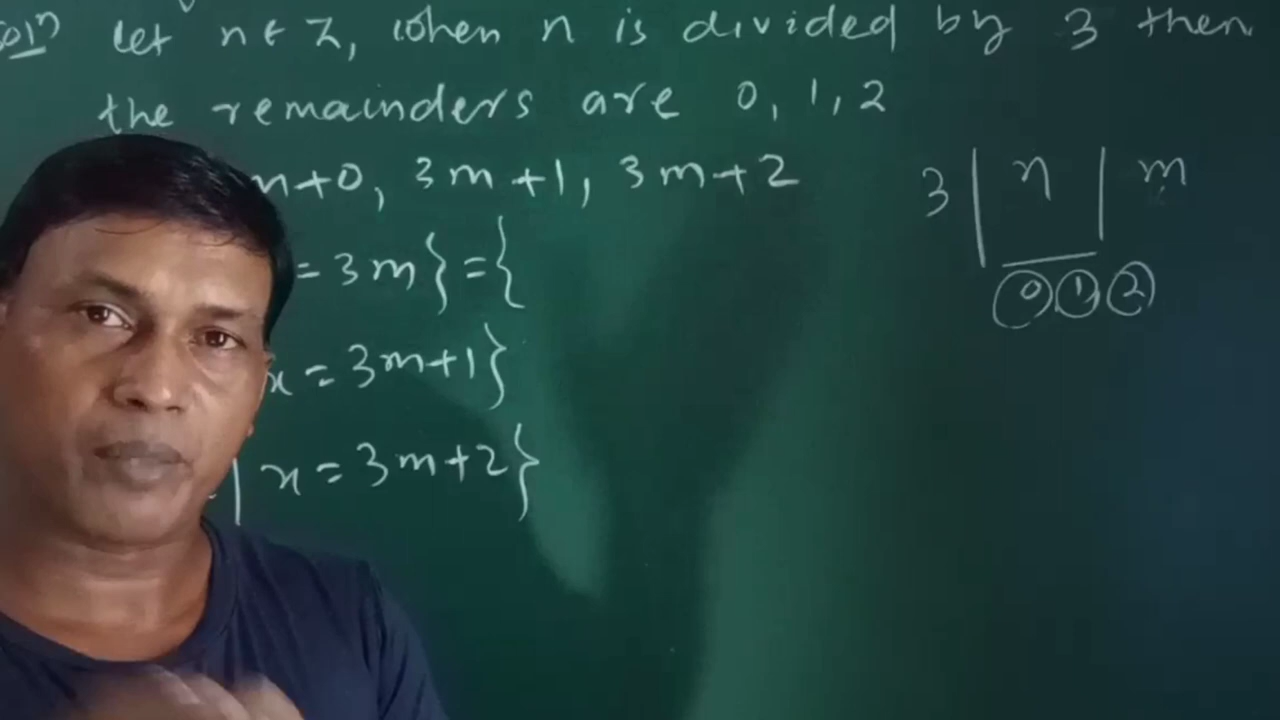 Solⁿ Let n ∈ Z, when n is divided by 3 then
the remainders are 0, 1, 2
m+0, 3m+1, 3m+2
= 3m} = {
x = 3m+1}
| x = 3m+2}
3 | n | m
0 1 2